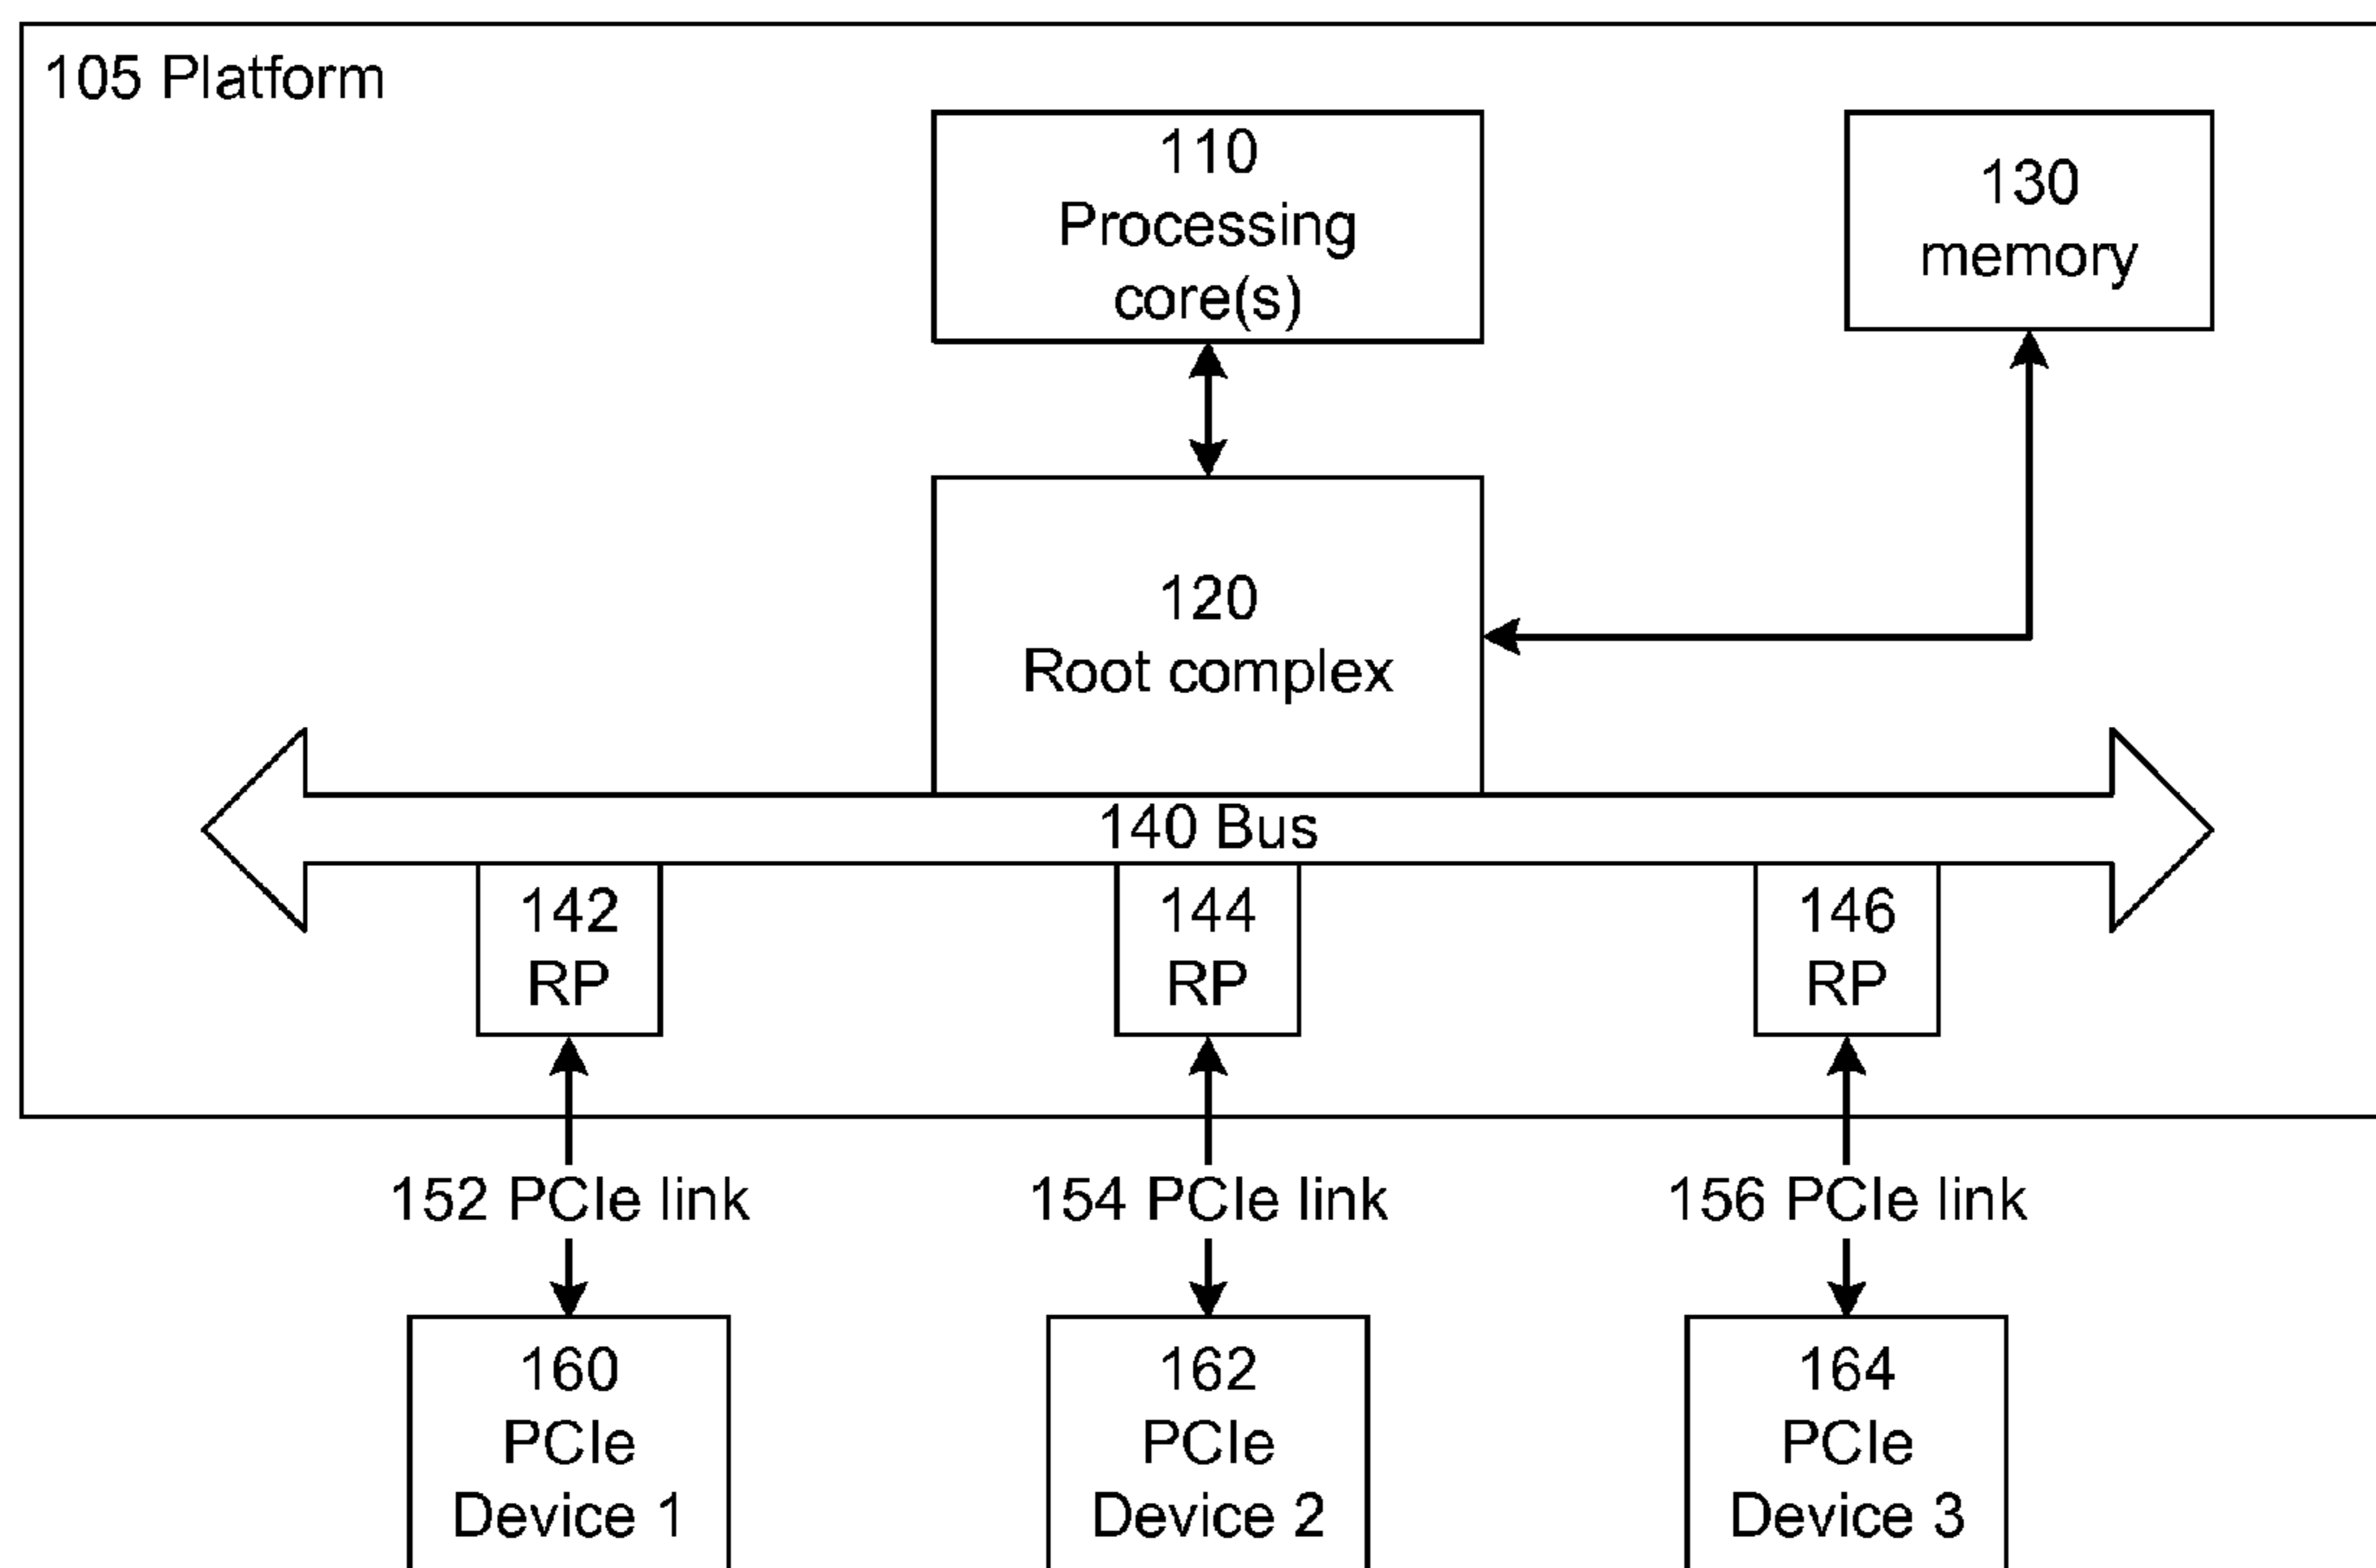 105 Platform
110
Processing
core(s)
130
memory
120
Root complex
140 Bus
142
RP
144
RP
146
RP
152 PCIe link
154 PCIe link
156 PCIe link
160
PCIe
Device 1
162
PCIe
Device 2
164
PCIe
Device 3